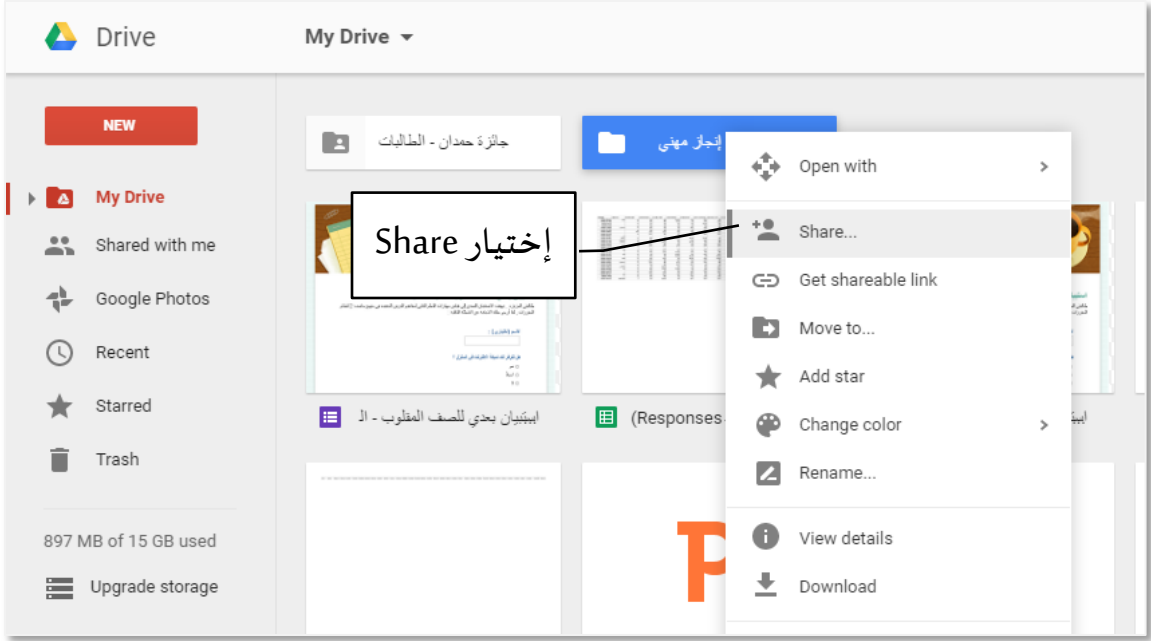 Drive
My Drive
NEW
My Drive
Shared with me
Google Photos
Recent
Starred
Trash
897 MB of 15 GB used
Upgrade storage
جائزة حمدان - الطالبات
إنجاز مهني
إختيار Share
استبيان بعدي للصف المقلوب - الـ
(Responses
Open with
Share...
Get shareable link
Move to...
Add star
Change color
Rename...
View details
Download